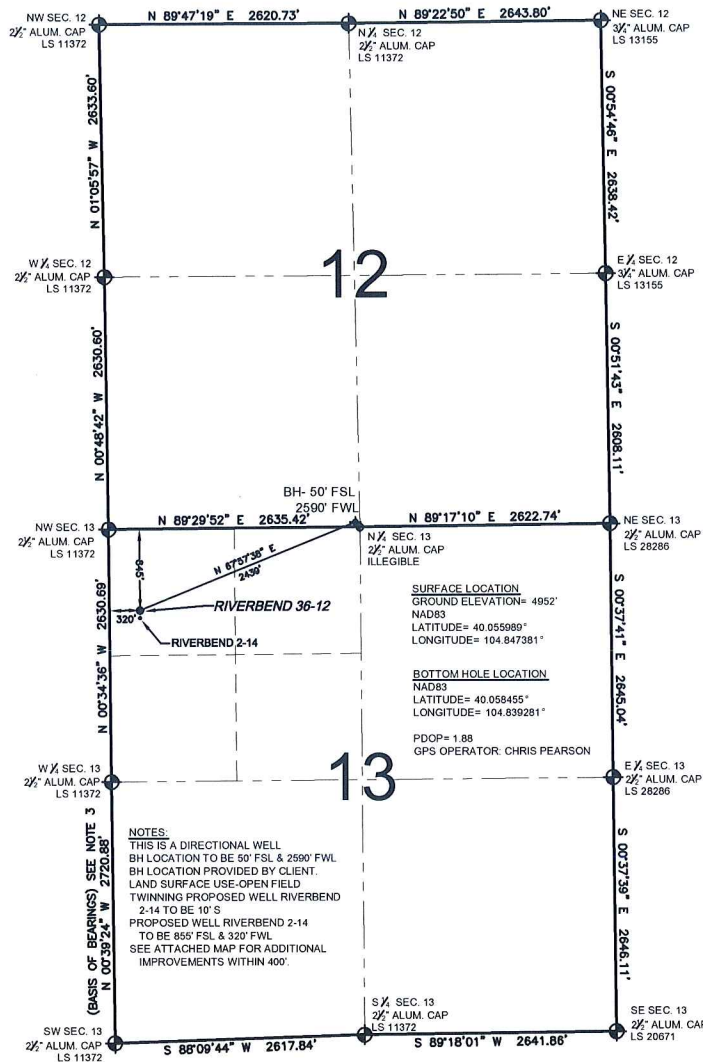 N 89°47'19" E 2620.73'
N 89°22'50" E 2643.80'
NW SEC. 12
2½" ALUM. CAP
LS 11372
N ¼ SEC. 12
2½" ALUM. CAP
LS 11372
NE SEC. 12
3¼" ALUM. CAP
LS 13155
N 01°05'57" W 2633.60'
S 00°54'46" E 2638.42'
12
W ¼ SEC. 12
2½" ALUM. CAP
LS 11372
E ¼ SEC. 12
3¼" ALUM. CAP
LS 13155
N 00°48'42" W 2630.60'
S 00°51'43" E 2608.11'
BH- 50' FSL
2590' FWL
N 89°29'52" E 2635.42'
N 89°17'10" E 2622.74'
NW SEC. 13
2½" ALUM. CAP
LS 11372
N ¼ SEC. 13
2½" ALUM. CAP
ILLEGIBLE
NE SEC. 13
2½" ALUM. CAP
LS 28286
845'
N 67°57'38" E
2439'
320'
RIVERBEND 36-12
RIVERBEND 2-14
N 00°34'36" W 2630.69'
S 00°37'41" E 2645.04'
SURFACE LOCATION
GROUND ELEVATION= 4952'
NAD83
LATITUDE= 40.055989°
LONGITUDE= 104.847381°
BOTTOM HOLE LOCATION
NAD83
LATITUDE= 40.058455°
LONGITUDE= 104.839281°
PDOP= 1.88
GPS OPERATOR: CHRIS PEARSON
13
W ¼ SEC. 13
2½" ALUM. CAP
LS 11372
E ¼ SEC. 13
2½" ALUM. CAP
LS 28286
(BASIS OF BEARINGS) SEE NOTE 3
N 00°39'24" W 2720.88'
S 00°37'39" E 2646.11'
NOTES:
THIS IS A DIRECTIONAL WELL
BH LOCATION TO BE 50' FSL & 2590' FWL
BH LOCATION PROVIDED BY CLIENT.
LAND SURFACE USE-OPEN FIELD
TWINNING PROPOSED WELL RIVERBEND
2-14 TO BE 10' S
PROPOSED WELL RIVERBEND 2-14
TO BE 855' FSL & 320' FWL
SEE ATTACHED MAP FOR ADDITIONAL
IMPROVEMENTS WITHIN 400'.
SW SEC. 13
2½" ALUM. CAP
LS 11372
S ¼ SEC. 13
2½" ALUM. CAP
LS 11372
SE SEC. 13
2½" ALUM. CAP
LS 20671
S 88°09'44" W 2617.84'
S 89°18'01" W 2641.86'